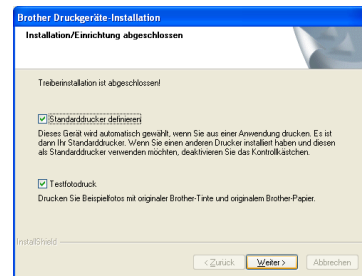 Brother Druckgeräte-Installation
Installation/Einrichtung abgeschlossen
Treiberinstallation ist abgeschlossen!
Standarddrucker definieren
Dieses Gerät wird automatisch gewählt, wenn Sie aus einer Anwendung drucken. Es ist
dann Ihr Standarddrucker. Wenn Sie einen anderen Drucker installiert haben und diesen
als Standarddrucker verwenden möchten, deaktivieren Sie das Kontrollkästchen.
Testfotodruck
Drucken Sie Beispielfotos mit originaler Brother-Tinte und originalem Brother-Papier.
InstallShield
< Zurück Weiter > Abbrechen